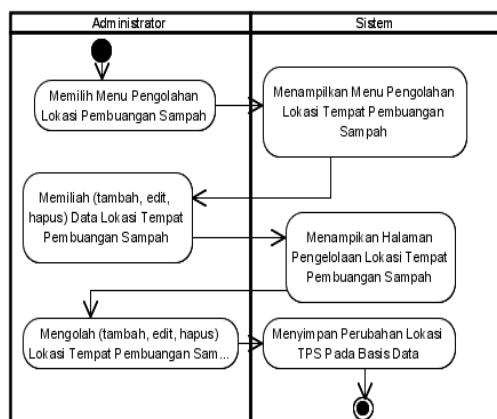 Administrator
Sistem
Memilih Menu Pengolahan
Lokasi Pembuangan Sampah
Menampilkan Menu Pengolahan
Lokasi Tempat Pembuangan
Sampah
Memiliah (tambah, edit,
hapus) Data Lokasi Tempat
Pembuangan Sampah
Menampikan Halaman
Pengelolaan Lokasi Tempat
Pembuangan Sampah
Mengolah (tambah, edit, hapus)
Lokasi Tempat Pembuangan Sam...
Menyimpan Perubahan Lokasi
TPS Pada Basis Data